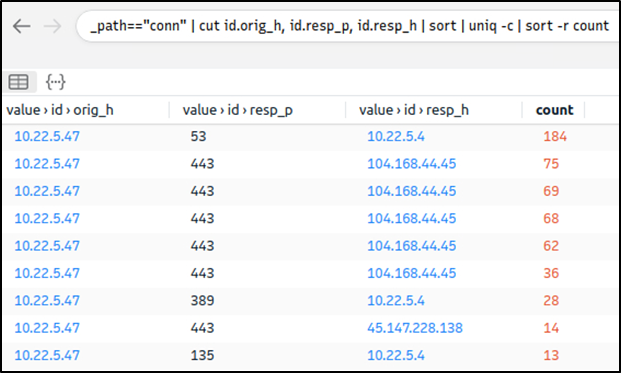 _path=="conn" | cut id.orig_h, id.resp_p, id.resp_h | sort | uniq -c | sort -r count
value › id › orig_h value › id › resp_p value › id › resp_h count
10.22.5.47 53 10.22.5.4 184
10.22.5.47 443 104.168.44.45 75
10.22.5.47 443 104.168.44.45 69
10.22.5.47 443 104.168.44.45 68
10.22.5.47 443 104.168.44.45 62
10.22.5.47 443 104.168.44.45 36
10.22.5.47 389 10.22.5.4 28
10.22.5.47 443 45.147.228.138 14
10.22.5.47 135 10.22.5.4 13